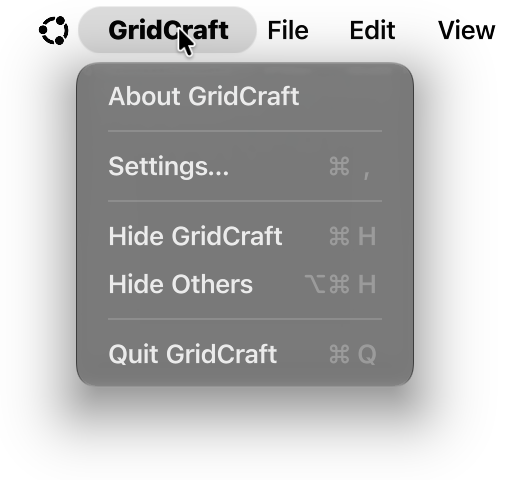 GridCraft File Edit View
About GridCraft
Settings... ⌘ ,
Hide GridCraft ⌘ H
Hide Others ⌥⌘ H
Quit GridCraft ⌘ Q